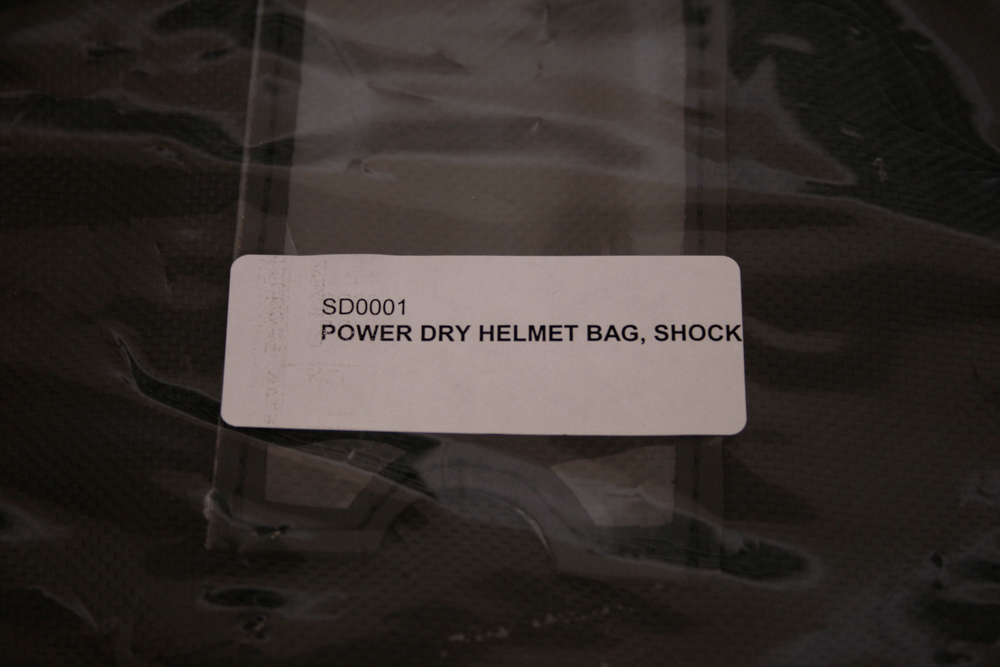 SD0001
POWER DRY HELMET BAG, SHOCK